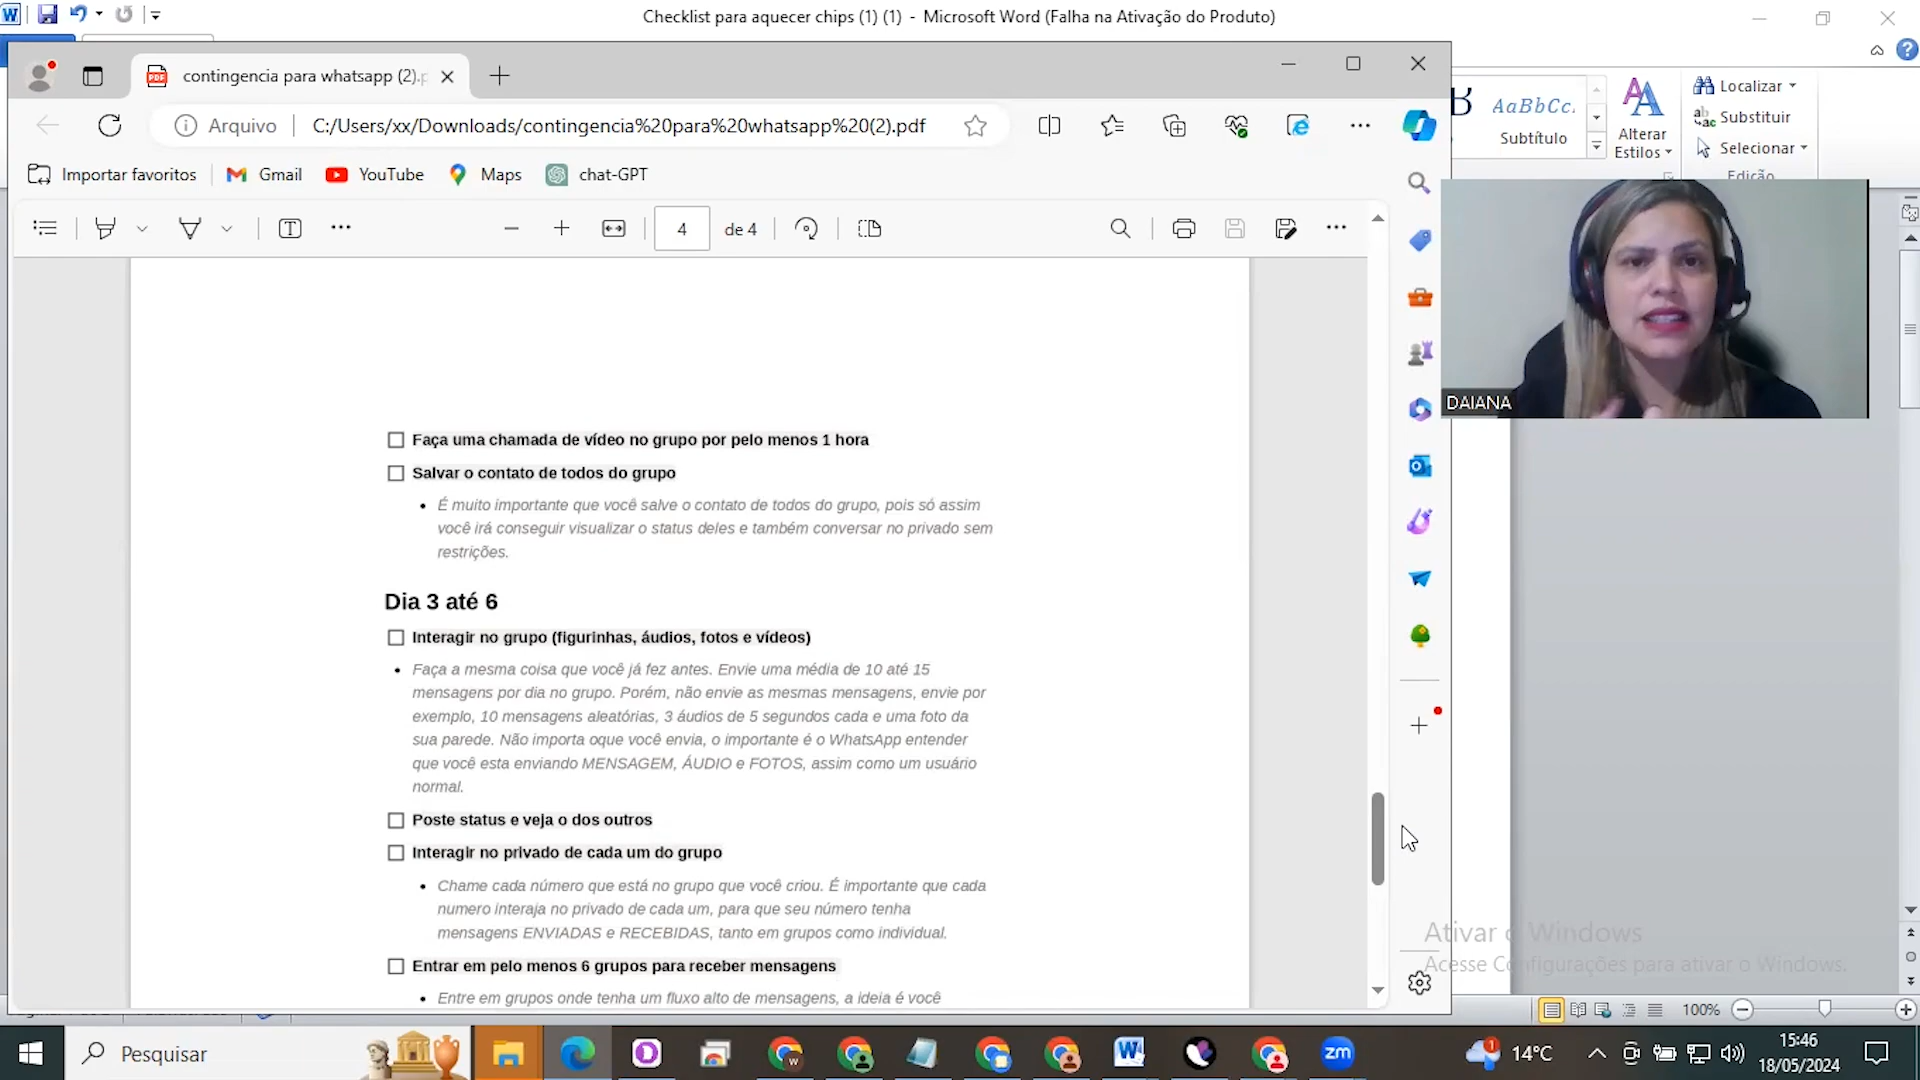 Checklist para aquecer chips (1) (1) - Microsoft Word (Falha na Ativação do Produto)
contingencia para whatsapp (2).p
Arquivo
C:/Users/xx/Downloads/contingencia%20para%20whatsapp%20(2).pdf
Importar favoritos
Gmail
YouTube
Maps
chat-GPT
4 de 4
AaBbCc.
Subtítulo
Alterar
Estilos
Localizar
Substituir
Selecionar
Edição
DAIANA
Faça uma chamada de vídeo no grupo por pelo menos 1 hora
Salvar o contato de todos do grupo
É muito importante que você salve o contato de todos do grupo, pois só assim
você irá conseguir visualizar o status deles e também conversar no privado sem
restrições.
Dia 3 até 6
Interagir no grupo (figurinhas, áudios, fotos e vídeos)
Faça a mesma coisa que você já fez antes. Envie uma média de 10 até 15
mensagens por dia no grupo. Porém, não envie as mesmas mensagens, envie por
exemplo, 10 mensagens aleatórias, 3 áudios de 5 segundos cada e uma foto da
sua parede. Não importa oque você envia, o importante é o WhatsApp entender
que você esta enviando MENSAGEM, ÁUDIO e FOTOS, assim como um usuário
normal.
Poste status e veja o dos outros
Interagir no privado de cada um do grupo
Chame cada número que está no grupo que você criou. É importante que cada
numero interaja no privado de cada um, para que seu número tenha
mensagens ENVIADAS e RECEBIDAS, tanto em grupos como individual.
Entrar em pelo menos 6 grupos para receber mensagens
Entre em grupos onde tenha um fluxo alto de mensagens, a ideia é você
Ativar o Windows
Acesse Configurações para ativar o Windows.
100%
Pesquisar
zm
14°C
15:46
18/05/2024